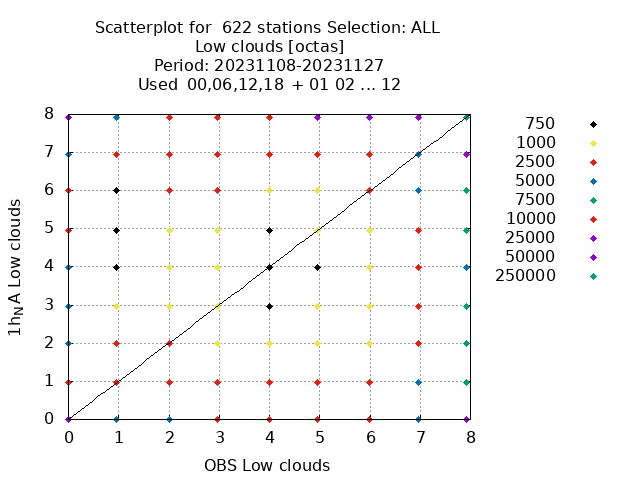 Scatterplot for  622 stations Selection: ALL
Low clouds [octas]
Period: 20231108-20231127
Used  00,06,12,18 + 01 02 ... 12
8
7
6
5
4
3
2
1
0
1hNA Low clouds
0 1 2 3 4 5 6 7 8
OBS Low clouds
750
1000
2500
5000
7500
10000
25000
50000
250000